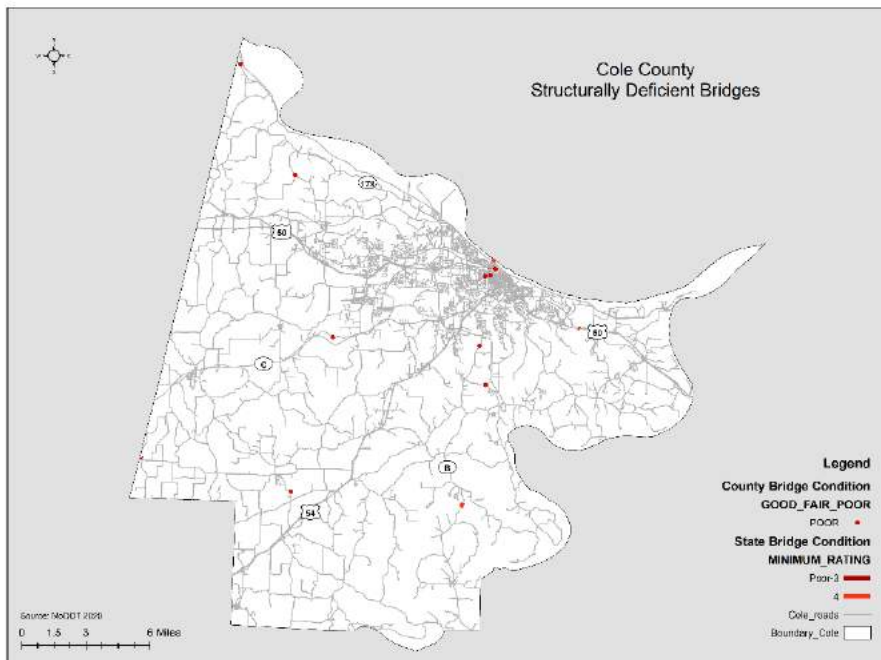 Cole County
Structurally Deficient Bridges
179
50
50
C
B
54
Legend
County Bridge Condition
GOOD_FAIR_POOR
POOR
State Bridge Condition
MINIMUM_RATING
Poor-3
4
Cole_roads
Boundary_Cole
Source: MoDOT 2020
0 1.5 3 6 Miles